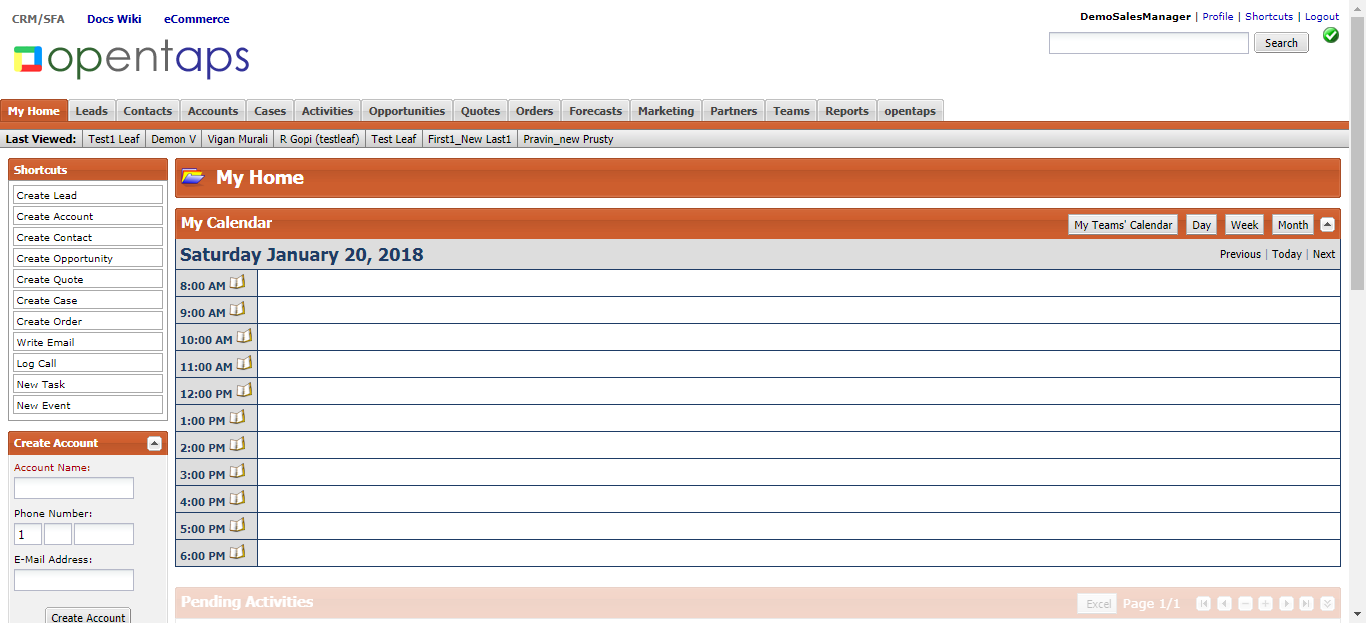 CRM/SFA Docs Wiki eCommerce
DemoSalesManager | Profile | Shortcuts | Logout
opentaps
Search
My Home Leads Contacts Accounts Cases Activities Opportunities Quotes Orders Forecasts Marketing Partners Teams Reports opentaps
Last Viewed: Test1 Leaf Demon V Vigan Murali R Gopi (testleaf) Test Leaf First1_New Last1 Pravin_new Prusty
Shortcuts
Create Lead
Create Account
Create Contact
Create Opportunity
Create Quote
Create Case
Create Order
Write Email
Log Call
New Task
New Event
Create Account
Account Name:
Phone Number:
1
E-Mail Address:
Create Account
My Home
My Calendar My Teams' Calendar Day Week Month
Saturday January 20, 2018 Previous | Today | Next
8:00 AM
9:00 AM
10:00 AM
11:00 AM
12:00 PM
1:00 PM
2:00 PM
3:00 PM
4:00 PM
5:00 PM
6:00 PM
Pending Activities Excel Page 1/1